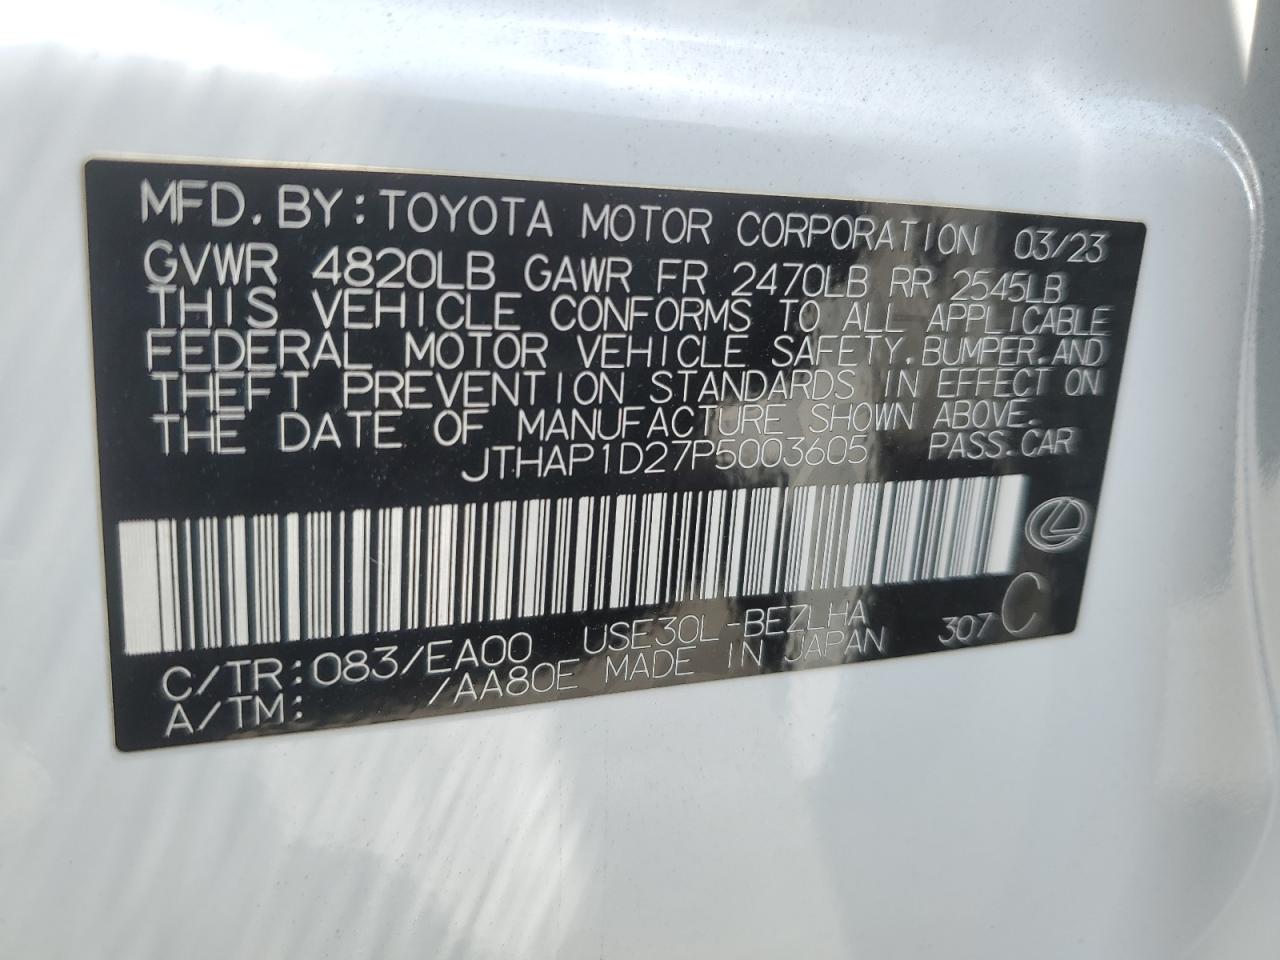 MFD. BY: TOYOTA MOTOR CORPORATION 03/23
GVWR 4820LB GAWR FR 2470LB RR 2545LB
THIS VEHICLE CONFORMS TO ALL APPLICABLE
FEDERAL MOTOR VEHICLE SAFETY, BUMPER, AND
THEFT PREVENTION STANDARDS IN EFFECT ON
THE DATE OF MANUFACTURE SHOWN ABOVE.
JTHAP1D27P5003605 PASS. CAR
C/TR: 083/EA00 USE30L-BEZLHA 307 C
A/TM: /AA80E MADE IN JAPAN